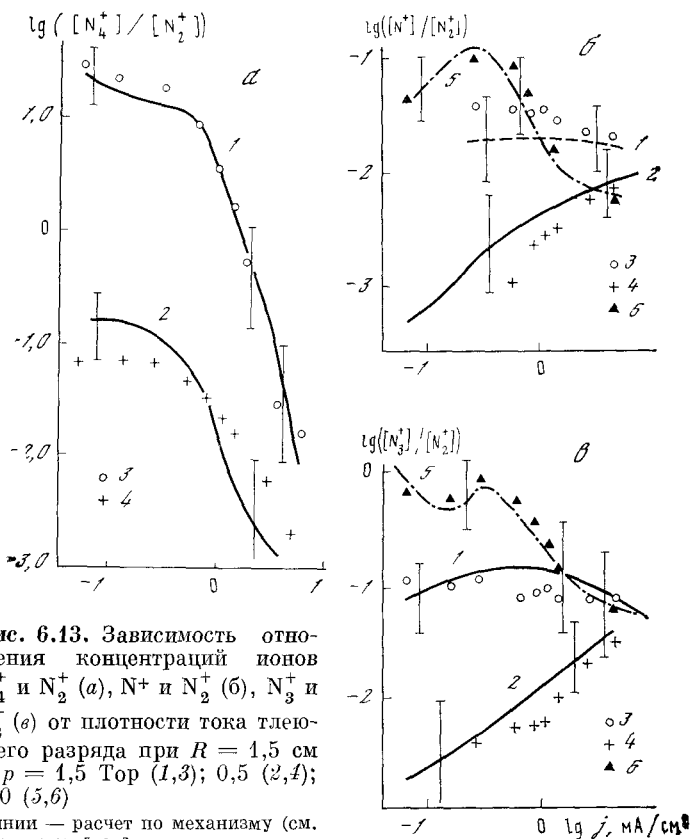 lg([N₄⁺]/[N₂⁺])
а
1,0
0
-1,0
-2,0
-3,0
1
2
○ 3
+ 4
-1 0 1
lg([N⁺]/[N₂⁺])
б
-1
-2
-3
5
1
2
○ 3
+ 4
▲ 6
-1 0
lg([N₃⁺]/[N₂⁺])
в
0
-1
-2
5
1
2
○ 3
+ 4
▲ 6
-1 0 lg j, мА/см²
ис. 6.13. Зависимость отно-
ения концентраций ионов
и N₂⁺ (а), N⁺ и N₂⁺ (б), N₃⁺ и
(в) от плотности тока тлею-
его разряда при R = 1,5 см
p = 1,5 Тор (1,3); 0,5 (2,4);
0 (5,6)
нии — расчет по механизму (см.